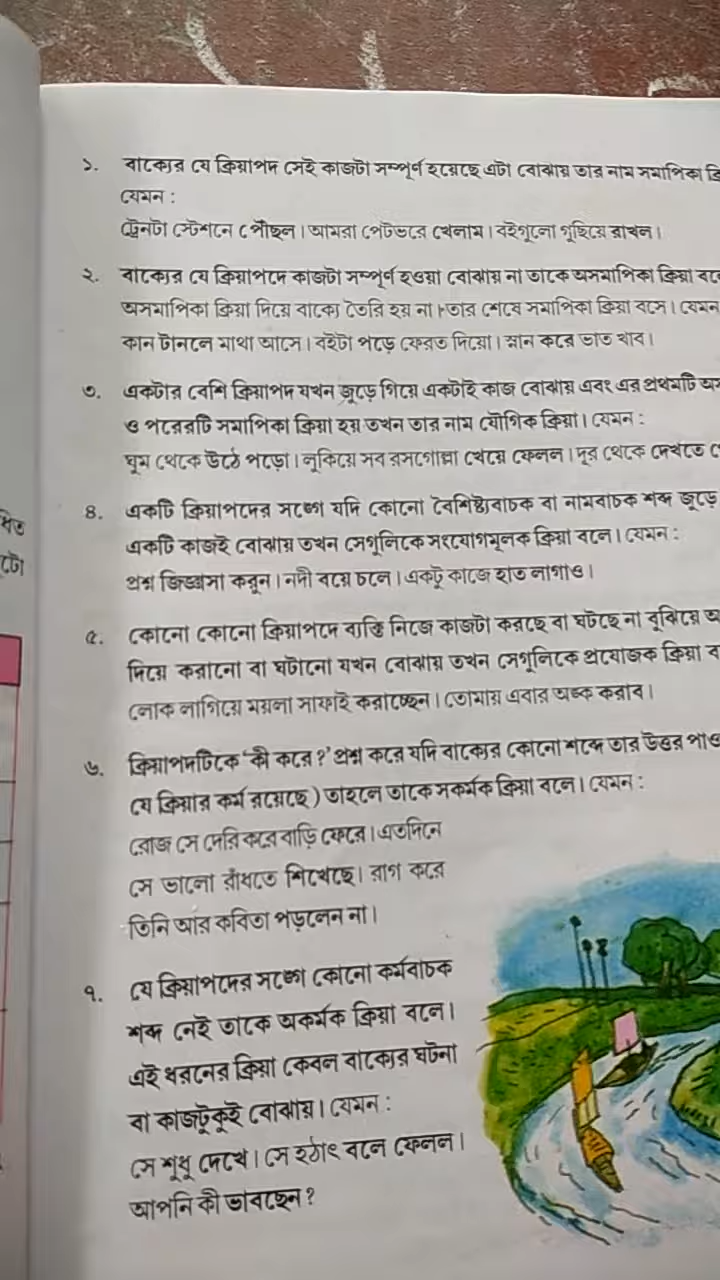 ১. বাক্যের যে ক্রিয়াপদ সেই কাজটা সম্পূর্ণ হয়েছে এটা বোঝায় তার নাম সমাপিকা ক্রি
যেমন :
ট্রেনটা স্টেশনে পৌঁছল। আমরা পেটভরে খেলাম। বইগুলো গুছিয়ে রাখল।
২. বাক্যের যে ক্রিয়াপদে কাজটা সম্পূর্ণ হওয়া বোঝায় না তাকে অসমাপিকা ক্রিয়া বলে
অসমাপিকা ক্রিয়া দিয়ে বাক্যে তৈরি হয় না। তার শেষে সমাপিকা ক্রিয়া বসে। যেমন
কান টানলে মাথা আসে। বইটা পড়ে ফেরত দিয়ো। স্নান করে ভাত খাব।
৩. একটার বেশি ক্রিয়াপদ যখন জুড়ে গিয়ে একটাই কাজ বোঝায় এবং এর প্রথমটি অস
ও পরেরটি সমাপিকা ক্রিয়া হয় তখন তার নাম যৌগিক ক্রিয়া। যেমন :
ঘুম থেকে উঠে পড়ো। লুকিয়ে সব রসগোল্লা খেয়ে ফেলল। দূর থেকে দেখতে
ষিত
৪. একটি ক্রিয়াপদের সঙ্গে যদি কোনো বৈশিষ্ট্যবাচক বা নামবাচক শব্দ জুড়ে
টো
একটি কাজই বোঝায় তখন সেগুলিকে সংযোগমূলক ক্রিয়া বলে। যেমন :
প্রশ্ন জিজ্ঞাসা করুন। নদী বয়ে চলে। একটু কাজে হাত লাগাও।
৫. কোনো কোনো ক্রিয়াপদে ব্যক্তি নিজে কাজটা করছে বা ঘটছে না বুঝিয়ে অ
দিয়ে করানো বা ঘটানো যখন বোঝায় তখন সেগুলিকে প্রযোজক ক্রিয়া ব
লোক লাগিয়ে ময়লা সাফাই করাচ্ছেন। তোমায় এবার অঙ্ক করাব।
৬. ক্রিয়াপদটিকে 'কী করে?' প্রশ্ন করে যদি বাক্যের কোনো শব্দে তার উত্তর পাও
যে ক্রিয়ার কর্ম রয়েছে) তাহলে তাকে সকর্মক ক্রিয়া বলে। যেমন :
রোজ সে দেরি করে বাড়ি ফেরে। এতদিনে
সে ভালো রাঁধতে শিখেছে। রাগ করে
তিনি আর কবিতা পড়লেন না।
৭. যে ক্রিয়াপদের সঙ্গে কোনো কর্মবাচক
শব্দ নেই তাকে অকর্মক ক্রিয়া বলে।
এই ধরনের ক্রিয়া কেবল বাক্যের ঘটনা
বা কাজটুকুই বোঝায়। যেমন :
সে শুধু দেখে। সে হঠাৎ বলে ফেলল।
আপনি কী ভাবছেন?